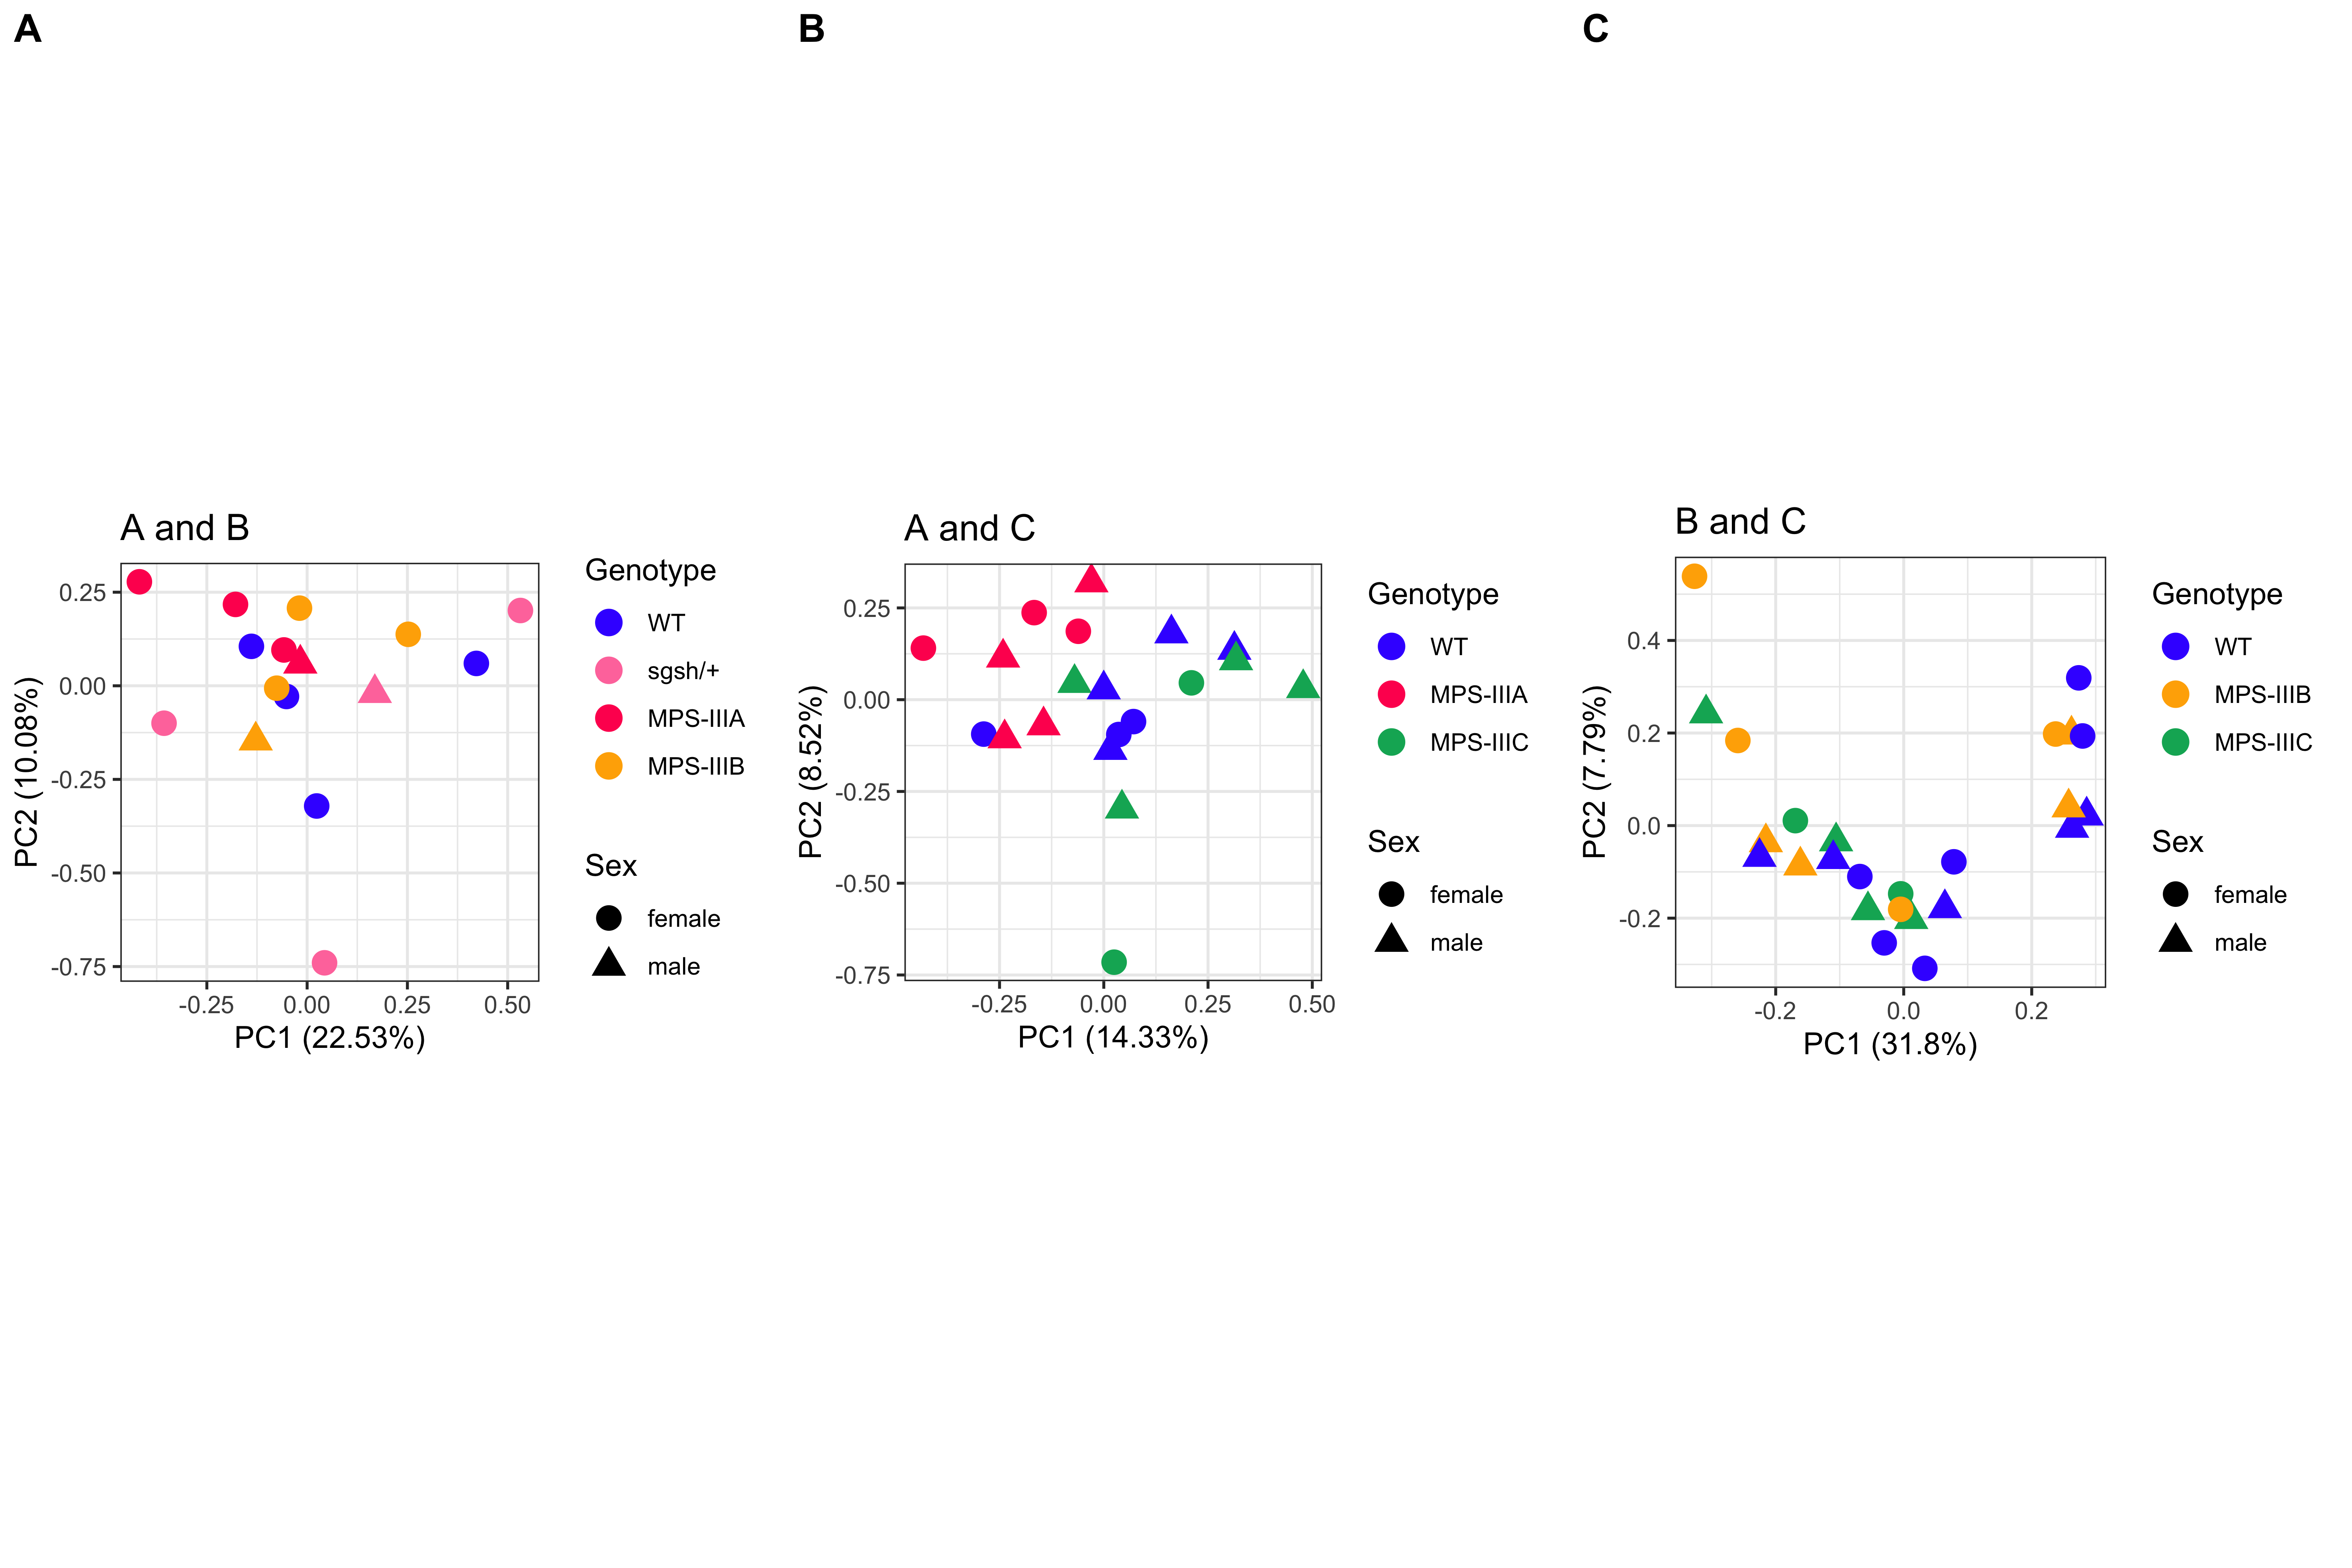 A
B
C
A and B
0.25
0.00
-0.25
-0.50
-0.75
PC2 (10.08%)
-0.25
0.00
0.25
0.50
PC1 (22.53%)
Genotype
WT
sgsh/+
MPS-IIIA
MPS-IIIB
Sex
female
male
A and C
0.25
0.00
-0.25
-0.50
-0.75
PC2 (8.52%)
-0.25
0.00
0.25
0.50
PC1 (14.33%)
Genotype
WT
MPS-IIIA
MPS-IIIC
Sex
female
male
B and C
0.4
0.2
0.0
-0.2
PC2 (7.79%)
-0.2
0.0
0.2
PC1 (31.8%)
Genotype
WT
MPS-IIIB
MPS-IIIC
Sex
female
male